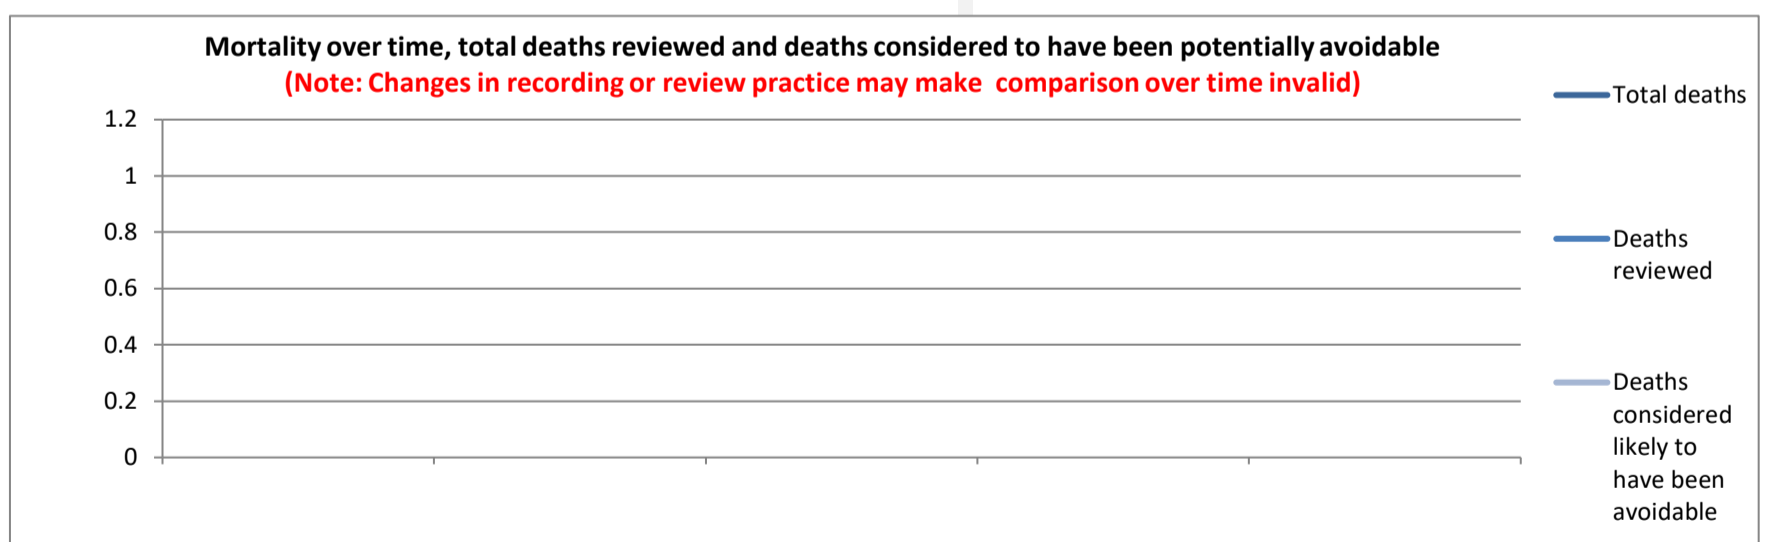 Mortality over time, total deaths reviewed and deaths considered to have been potentially avoidable
(Note: Changes in recording or review practice may make  comparison over time invalid)
1.2
1
0.8
0.6
0.4
0.2
0
Total deaths
Deaths
reviewed
Deaths
considered
likely to
have been
avoidable